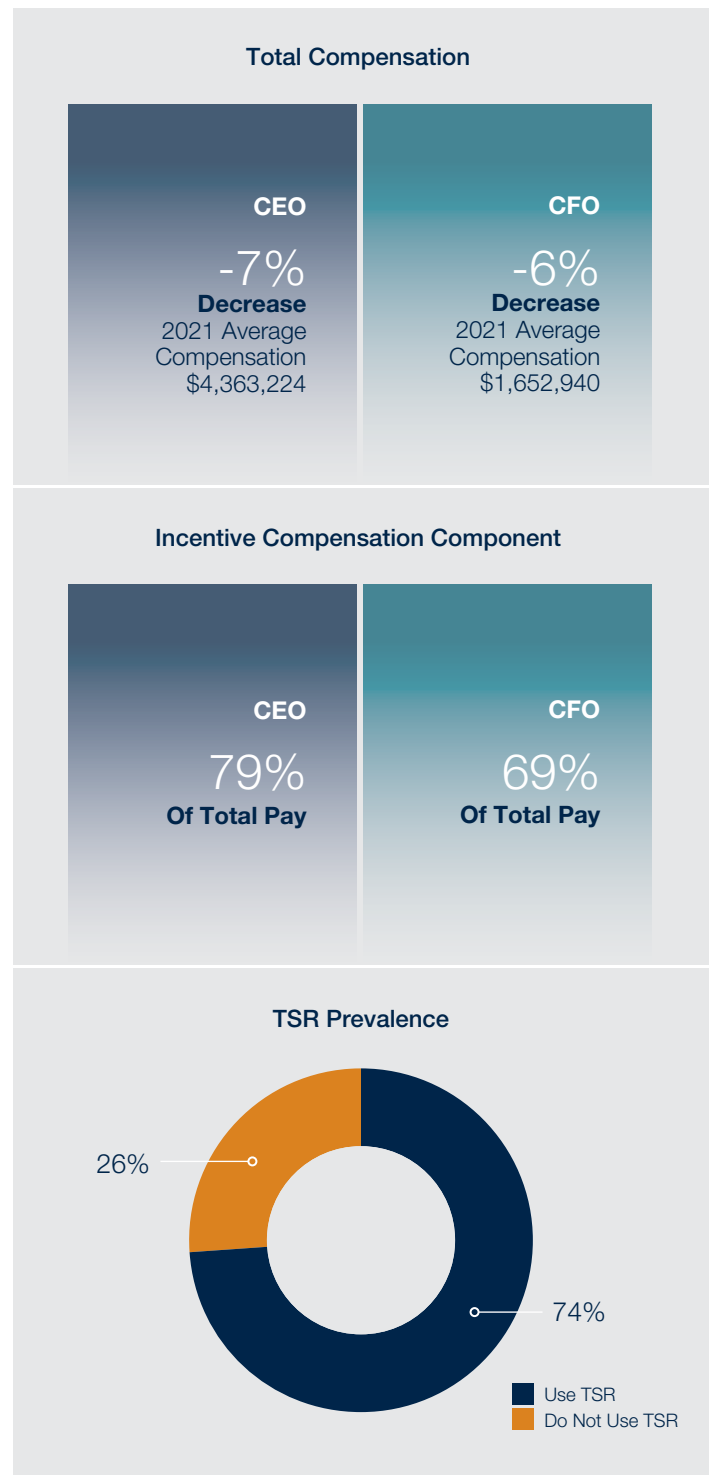 Total Compensation
CEO
-7%
Decrease
2021 Average
Compensation
$4,363,224
CFO
-6%
Decrease
2021 Average
Compensation
$1,652,940
Incentive Compensation Component
CEO
79%
Of Total Pay
CFO
69%
Of Total Pay
TSR Prevalence
26%
74%
Use TSR
Do Not Use TSR